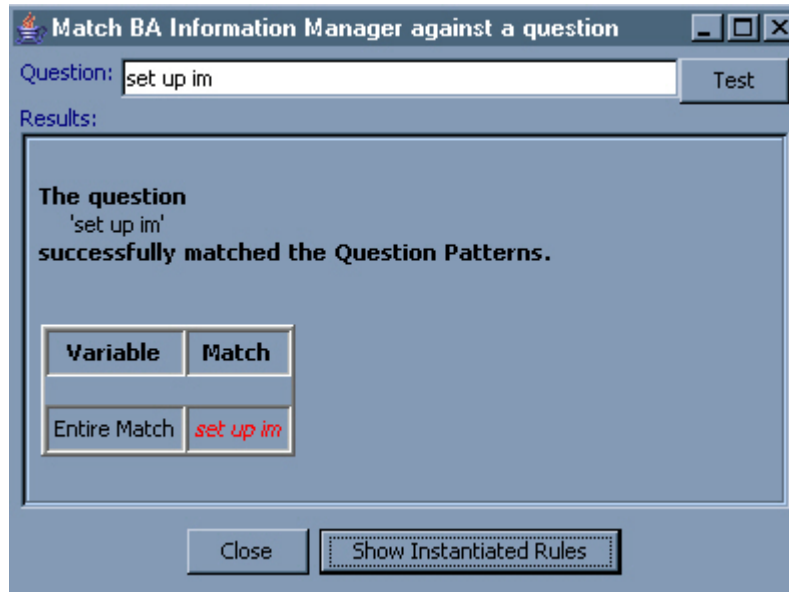 Match BA Information Manager against a question
Question: set up im Test
Results:
The question
'set up im'
successfully matched the Question Patterns.
Variable Match
Entire Match set up im
Close Show Instantiated Rules